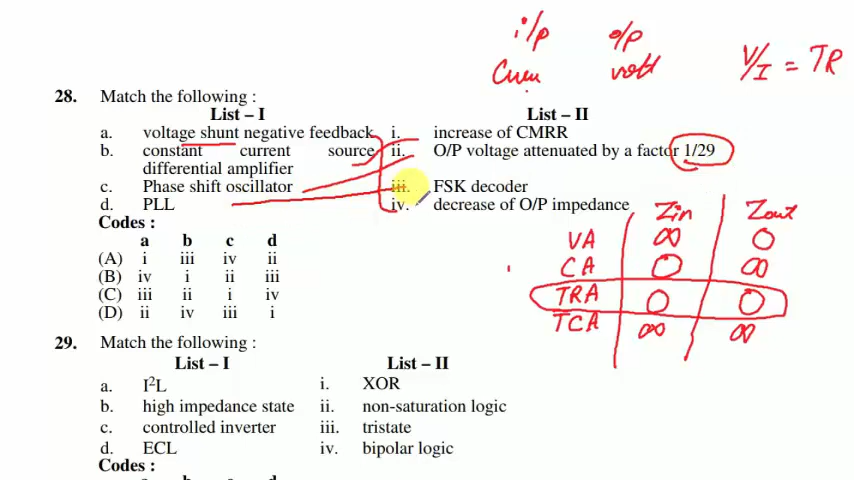 i/p o/p
Curr volt V/I = TR
28. Match the following :
List – I List – II
a. voltage shunt negative feedback i. increase of CMRR
b. constant current source ii. O/P voltage attenuated by a factor 1/29
differential amplifier
c. Phase shift oscillator iii. FSK decoder
d. PLL iv. decrease of O/P impedance
Codes :
a b c d
(A) i iii iv ii
(B) iv i ii iii
(C) iii ii i iv
(D) ii iv iii i
Zin Zout
VA ∞ 0
CA 0 ∞
TRA 0 0
TCA ∞ ∞
29. Match the following :
List – I List – II
a. I²L i. XOR
b. high impedance state ii. non-saturation logic
c. controlled inverter iii. tristate
d. ECL iv. bipolar logic
Codes :